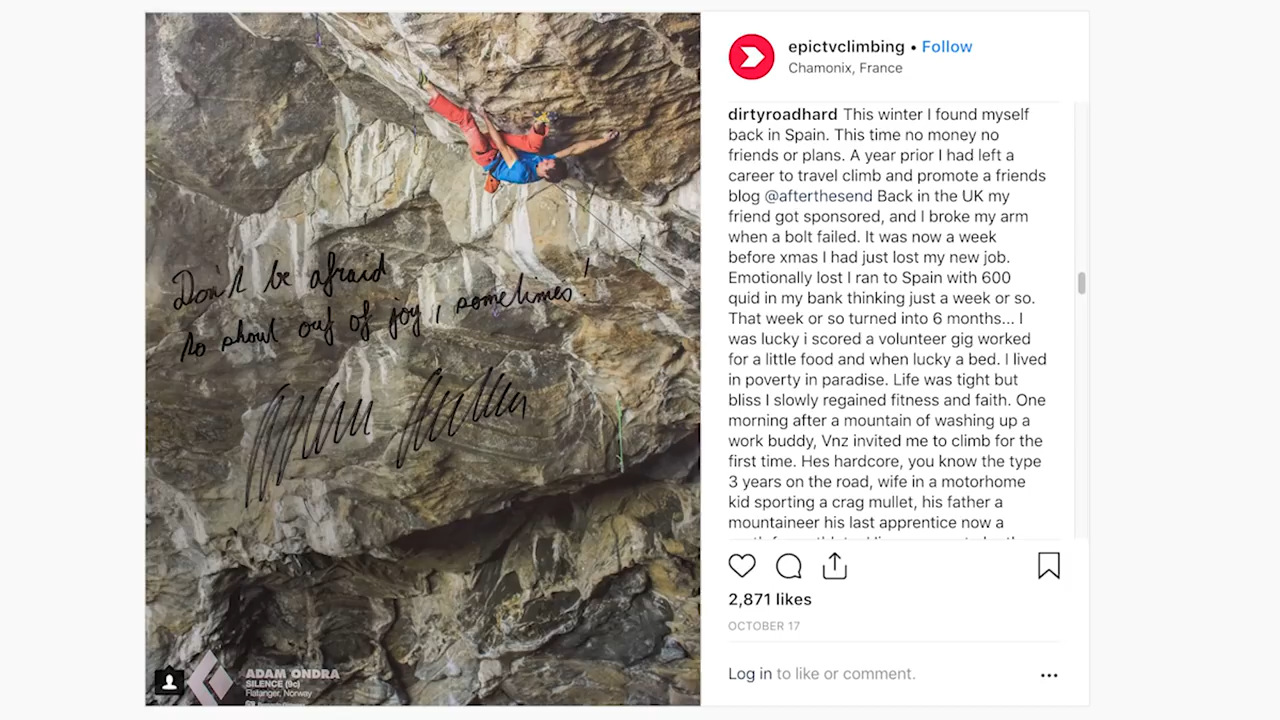 Don't be afraid
to shout out of joy, sometimes!
ADAM ONDRA
SILENCE (9c)
Flatanger, Norway
epictvclimbing • Follow
Chamonix, France
dirtyroadhard This winter I found myself
back in Spain. This time no money no
friends or plans. A year prior I had left a
career to travel climb and promote a friends
blog @afterthesend Back in the UK my
friend got sponsored, and I broke my arm
when a bolt failed. It was now a week
before xmas I had just lost my new job.
Emotionally lost I ran to Spain with 600
quid in my bank thinking just a week or so.
That week or so turned into 6 months... I
was lucky i scored a volunteer gig worked
for a little food and when lucky a bed. I lived
in poverty in paradise. Life was tight but
bliss I slowly regained fitness and faith. One
morning after a mountain of washing up a
work buddy, Vnz invited me to climb for the
first time. Hes hardcore, you know the type
3 years on the road, wife in a motorhome
kid sporting a crag mullet, his father a
mountaineer his last apprentice now a
2,871 likes
OCTOBER 17
Log in to like or comment.